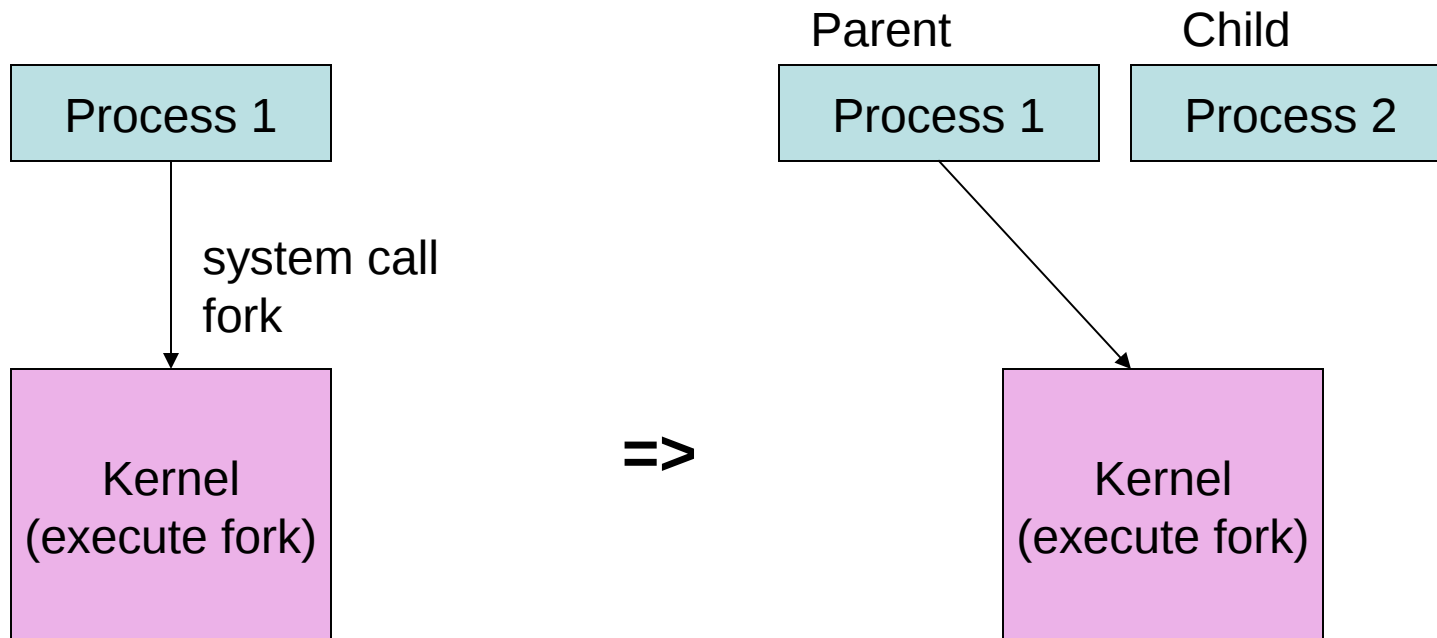 Process 1
system call
fork
Kernel
(execute fork)
=>
Parent
Child
Process 1
Process 2
Kernel
(execute fork)